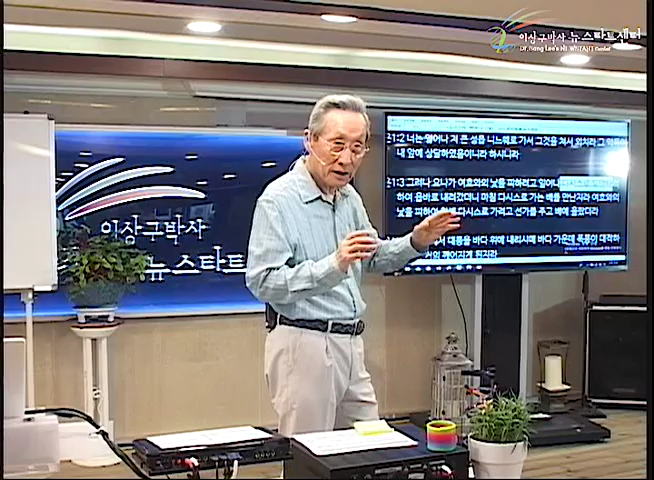 이상구박사 뉴스타트센터
Dr. Sang Lee's NEWSTART Center
1:2 너는 일어나 저 큰 성읍 니느웨로 가서 그것을 쳐서 외치라 그 악독이
내 앞에 상달하였음이니라 하시니라
1:3 그러나 요나가 여호와의 낯을 피하려고 일어나
하여 욥바로 내려갔더니 마침 다시스로 가는 배를 만난지라 여호와의
낯을 피하여 다시스로 가려고 선가를 주고 배에 올랐더라
대풍을 바다 위에 내리시매 바다 가운데 폭풍이 대작하
깨어지게 된지라
이상구박사
뉴스타트